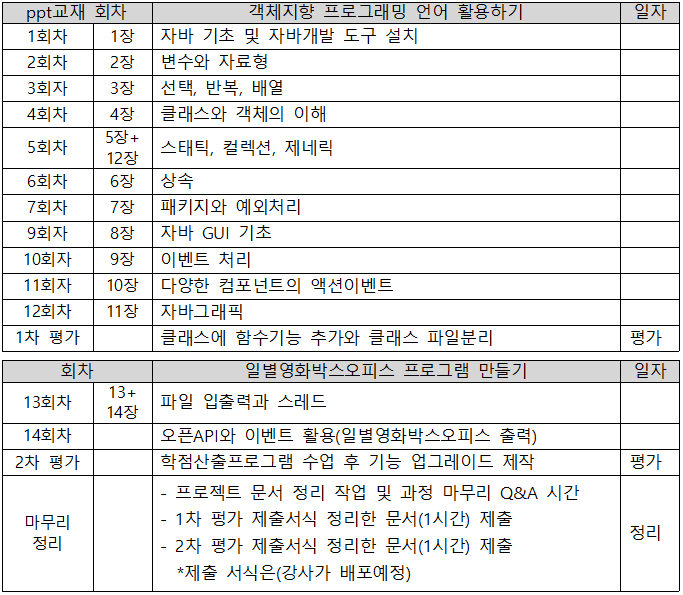 ppt교재 회차 객체지향 프로그래밍 언어 활용하기 일자
1회차 1장 자바 기초 및 자바개발 도구 설치
2회차 2장 변수와 자료형
3회자 3장 선택, 반복, 배열
4회차 4장 클래스와 객체의 이해
5회차 5장+
12장 스태틱, 컬렉션, 제네릭
6회차 6장 상속
7회차 7장 패키지와 예외처리
9회자 8장 자바 GUI 기초
10회자 9장 이벤트 처리
11회자 10장 다양한 컴포넌트의 액션이벤트
12회차 11장 자바그래픽
1차 평가 클래스에 함수기능 추가와 클래스 파일분리 평가
회차 일별영화박스오피스 프로그램 만들기 일자
13회차 13+
14장 파일 입출력과 스레드
14회차 오픈API와 이벤트 활용(일별영화박스오피스 출력)
2차 평가 학점산출프로그램 수업 후 기능 업그레이드 제작 평가
마무리
정리 - 프로젝트 문서 정리 작업 및 과정 마무리 Q&A 시간
- 1차 평가 제출서식 정리한 문서(1시간) 제출
- 2차 평가 제출서식 정리한 문서(1시간) 제출
*제출 서식은(강사가 배포예정)
정리